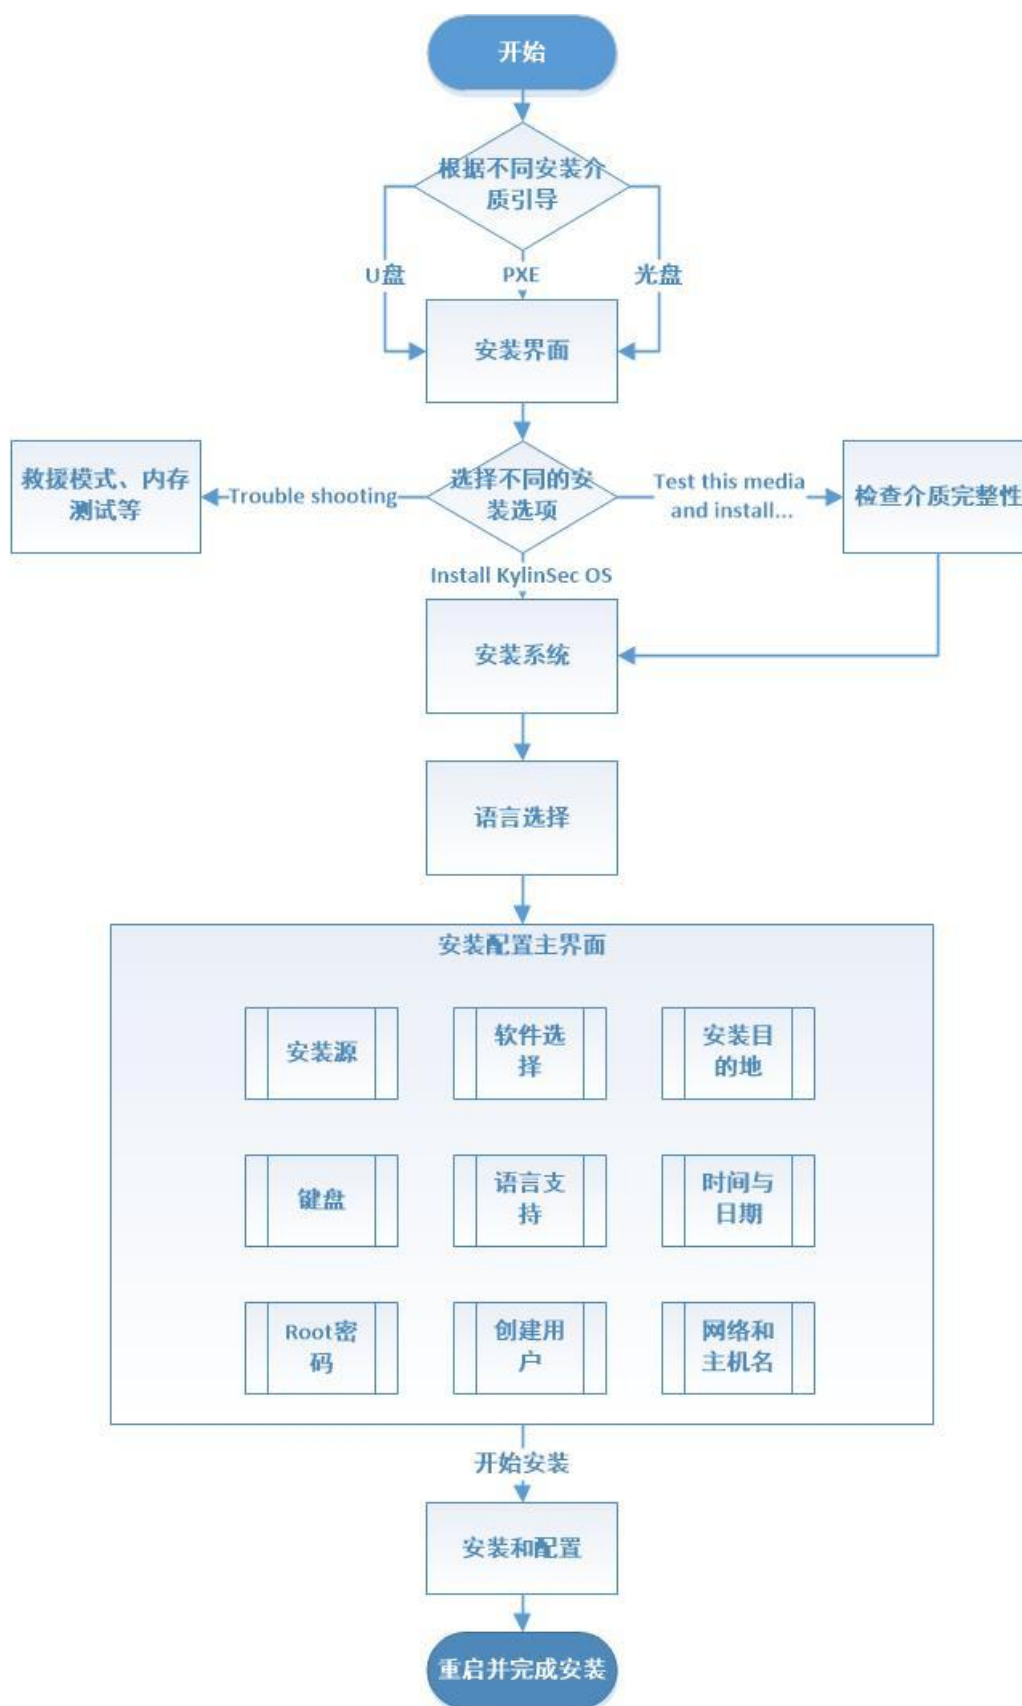 开始
根据不同安装介
质引导
U盘
PXE
光盘
安装界面
救援模式、内存
测试等
Trouble shooting
选择不同的安
装选项
Test this media
and install...
检查介质完整性
Install KylinSec OS
安装系统
语言选择
安装配置主界面
安装源
软件选
择
安装目
的地
键盘
语言支
持
时间与
日期
Root密
码
创建用
户
网络和
主机名
开始安装
安装和配置
重启并完成安装